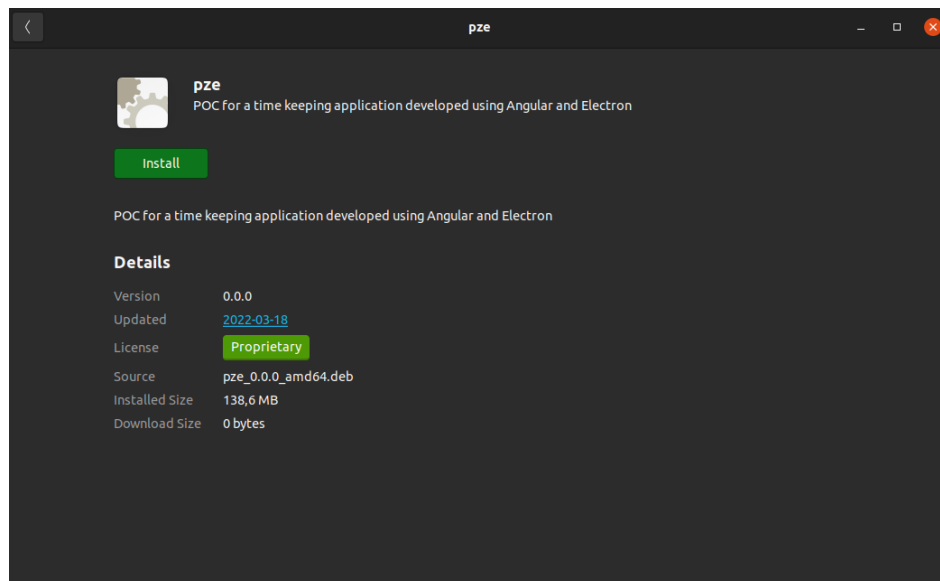 pze
pze
POC for a time keeping application developed using Angular and Electron
Install
POC for a time keeping application developed using Angular and Electron
Details
Version 0.0.0
Updated 2022-03-18
License Proprietary
Source pze_0.0.0_amd64.deb
Installed Size 138,6 MB
Download Size 0 bytes